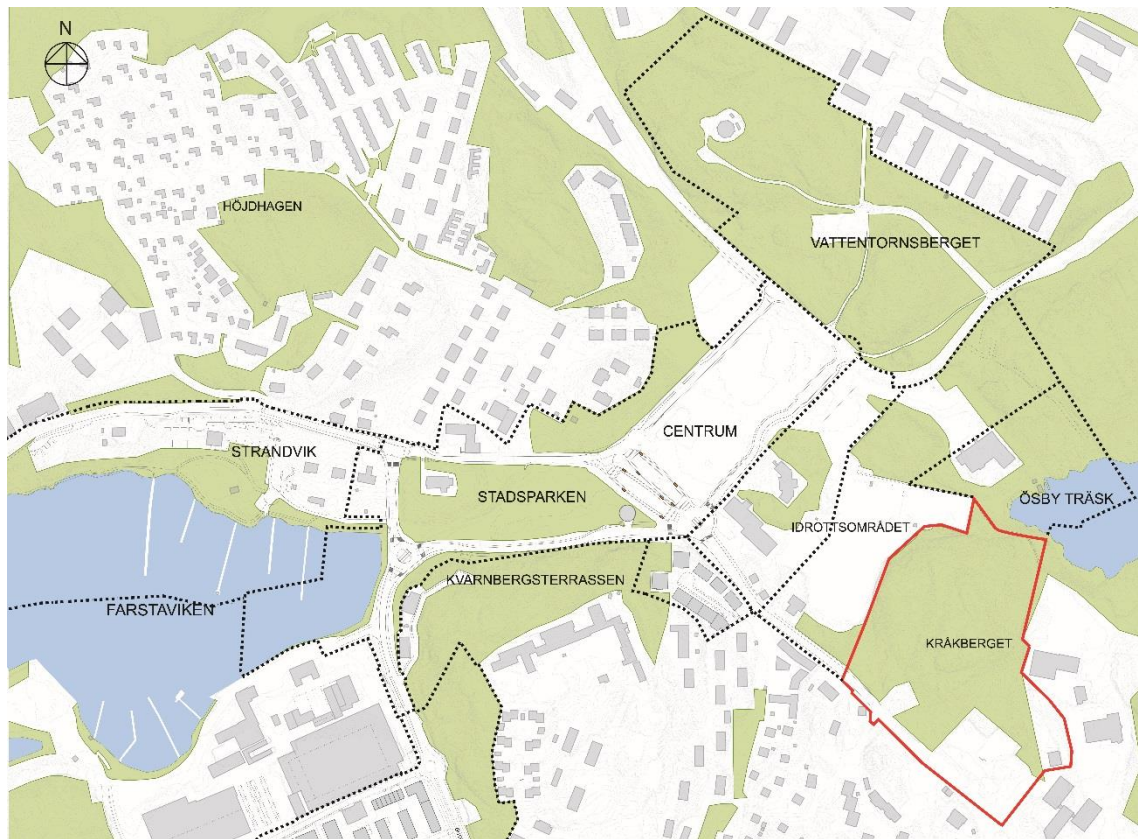 N
HÖJDHAGEN
VATTENTORNSBERGET
CENTRUM
STRANDVIK
STADSPARKEN
ÖSBY TRÄSK
IDROTTSOMRÅDET
KVARNBERGSTERRASSEN
FARSTAVIKEN
KRÅKBERGET